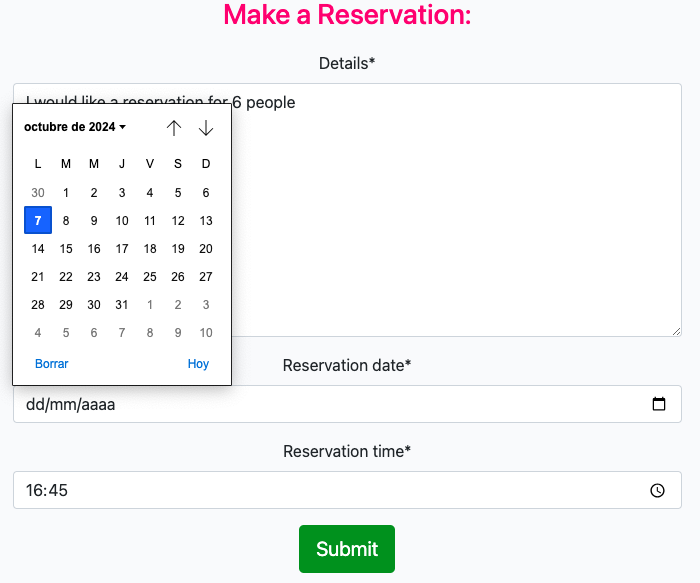 Make a Reservation:
Details*
I would like a reservation for 6 people
octubre de 2024
L M M J V S D
30 1 2 3 4 5 6
7 8 9 10 11 12 13
14 15 16 17 18 19 20
21 22 23 24 25 26 27
28 29 30 31 1 2 3
4 5 6 7 8 9 10
Borrar Hoy
Reservation date*
dd/mm/aaaa
Reservation time*
16:45
Submit